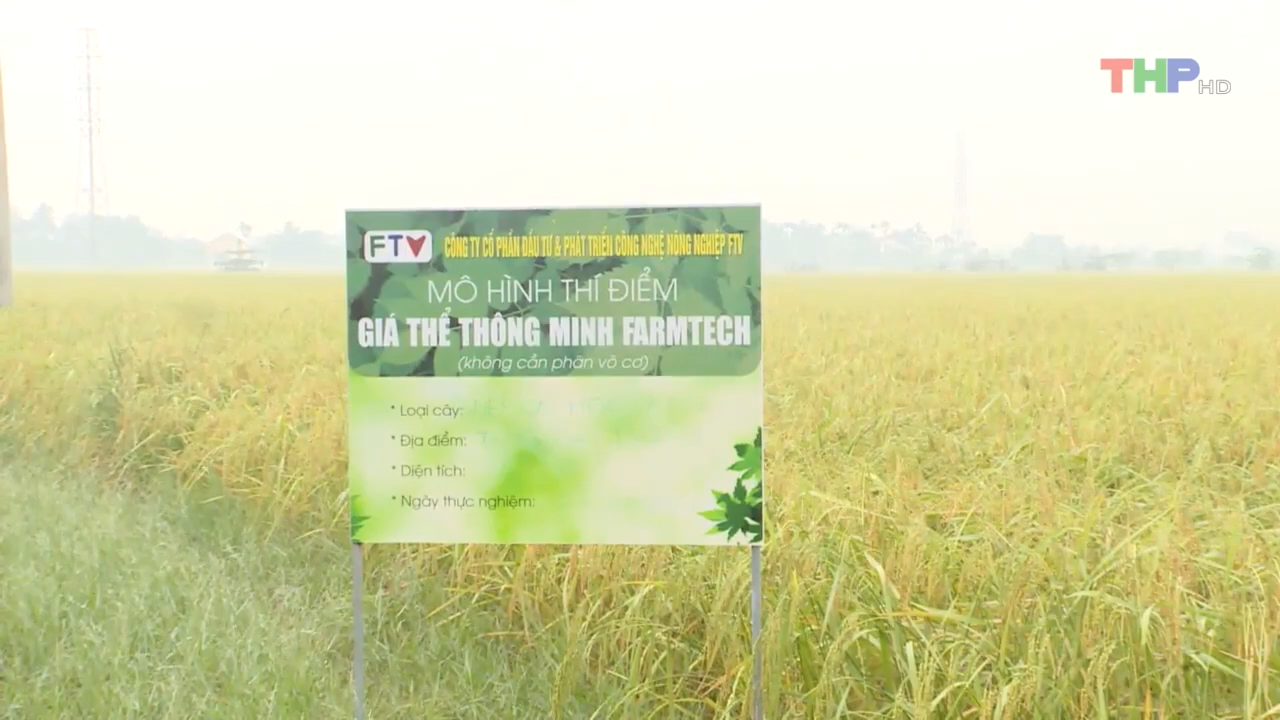 THP HD
FTV CÔNG TY CỔ PHẦN ĐẦU TƯ & PHÁT TRIỂN CÔNG NGHỆ NÔNG NGHIỆP FTV
MÔ HÌNH THÍ ĐIỂM
GIÁ THỂ THÔNG MINH FARMTECH
(không cần phân vô cơ)
* Loại cây:
* Địa điểm:
* Diện tích:
* Ngày thực nghiệm: